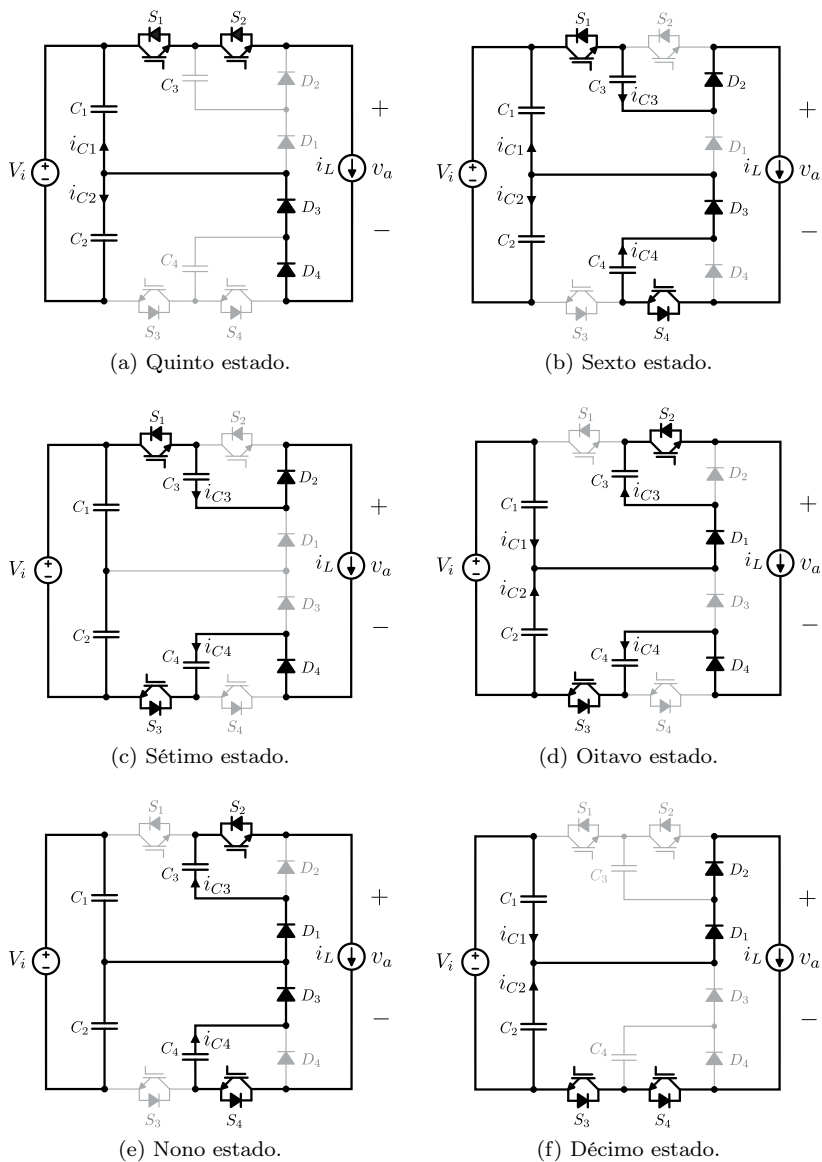 S1 S2
C3 D2
C1 +
iC1 D1
Vi iL va
iC2 D3
C2 −
C4 D4
S3 S4
(a) Quinto estado.
S1 S2
C3 iC3 D2
C1 +
iC1 D1
Vi iL va
iC2 D3
C2 iC4 −
C4 D4
S3 S4
(b) Sexto estado.
S1 S2
C3 iC3 D2
C1 +
D1
Vi iL va
D3
C2 iC4 −
C4 D4
S3 S4
(c) Sétimo estado.
S1 S2
C3 iC3 D2
C1 +
iC1 D1
Vi iL va
iC2 D3
C2 iC4 −
C4 D4
S3 S4
(d) Oitavo estado.
S1 S2
C3 iC3 D2
C1 +
D1
Vi iL va
D3
C2 iC4 −
C4 D4
S3 S4
(e) Nono estado.
S1 S2
C3 D2
C1 +
iC1 D1
Vi iL va
iC2 D3
C2 −
C4 D4
S3 S4
(f) Décimo estado.